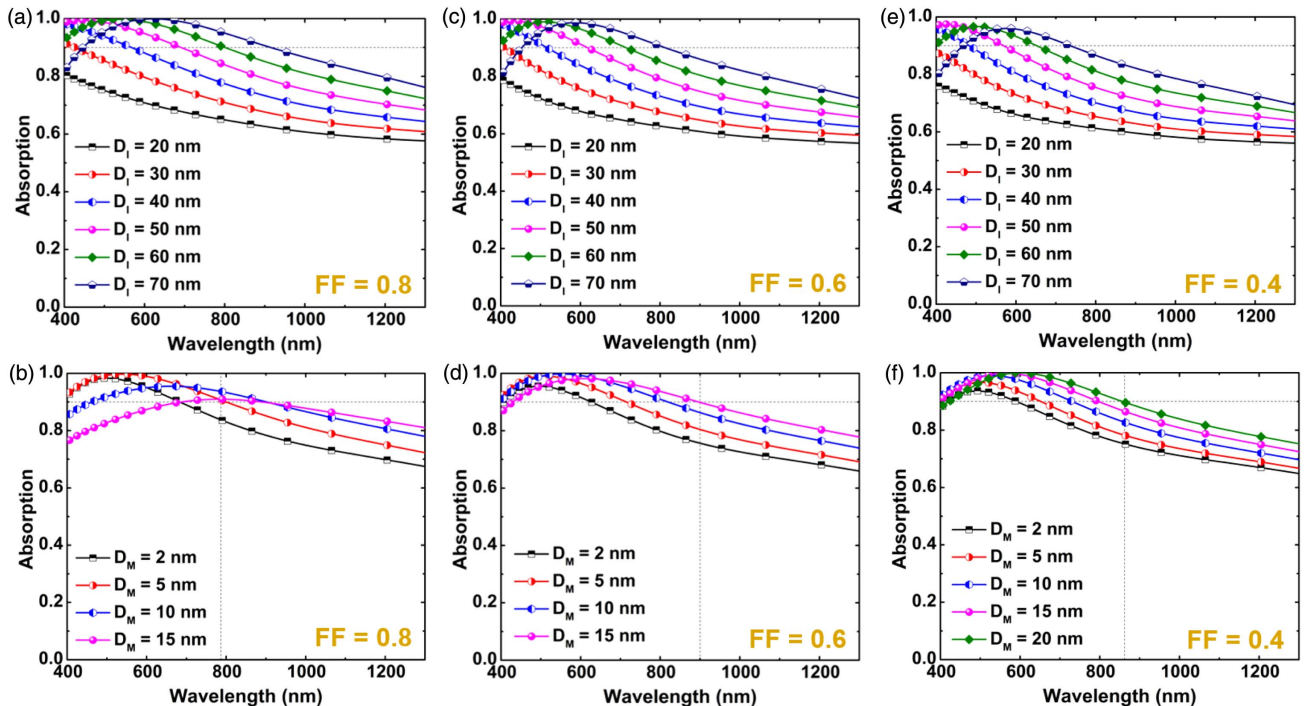 (a)
1.0
0.8
0.6
0.4
0.2
0.0
Absorption
D_I = 20 nm
D_I = 30 nm
D_I = 40 nm
D_I = 50 nm
D_I = 60 nm
D_I = 70 nm
FF = 0.8
400 600 800 1000 1200
Wavelength (nm)
(c)
1.0
0.8
0.6
0.4
0.2
0.0
Absorption
D_I = 20 nm
D_I = 30 nm
D_I = 40 nm
D_I = 50 nm
D_I = 60 nm
D_I = 70 nm
FF = 0.6
400 600 800 1000 1200
Wavelength (nm)
(e)
1.0
0.8
0.6
0.4
0.2
0.0
Absorption
D_I = 20 nm
D_I = 30 nm
D_I = 40 nm
D_I = 50 nm
D_I = 60 nm
D_I = 70 nm
FF = 0.4
400 600 800 1000 1200
Wavelength (nm)
(b)
1.0
0.8
0.6
0.4
0.2
0.0
Absorption
D_M = 2 nm
D_M = 5 nm
D_M = 10 nm
D_M = 15 nm
FF = 0.8
400 600 800 1000 1200
Wavelength (nm)
(d)
1.0
0.8
0.6
0.4
0.2
0.0
Absorption
D_M = 2 nm
D_M = 5 nm
D_M = 10 nm
D_M = 15 nm
FF = 0.6
400 600 800 1000 1200
Wavelength (nm)
(f)
1.0
0.8
0.6
0.4
0.2
0.0
Absorption
D_M = 2 nm
D_M = 5 nm
D_M = 10 nm
D_M = 15 nm
D_M = 20 nm
FF = 0.4
400 600 800 1000 1200
Wavelength (nm)